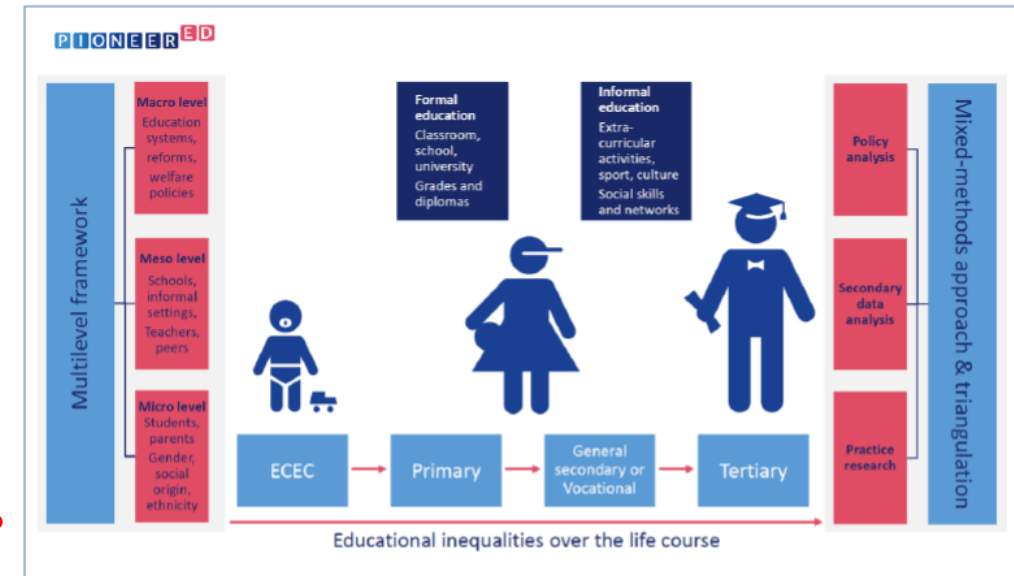 PIONEERED
Multilevel framework
Macro level
Education
systems,
reforms,
welfare
policies
Meso level
Schools,
informal
settings,
Teachers,
peers
Micro level
Students,
parents
Gender,
social
origin,
ethnicity
Formal
education
Classroom,
school,
university
Grades and
diplomas
Informal
education
Extra-
curricular
activities,
sport, culture
Social skills
and networks
ECEC
Primary
General
secondary or
Vocational
Tertiary
Educational inequalities over the life course
Policy
analysis
Secondary
data
analysis
Practice
research
Mixed-methods approach & triangulation